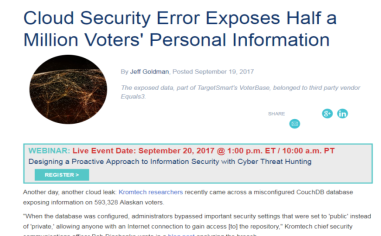 Cloud Security Error Exposes Half a
Million Voters' Personal Information
By Jeff Goldman, Posted September 19, 2017
The exposed data, part of TargetSmart's VoterBase, belonged to third party vendor
Equals3.
SHARE
WEBINAR: Live Event Date: September 20, 2017 @ 1:00 p.m. ET / 10:00 a.m. PT
Designing a Proactive Approach to Information Security with Cyber Threat Hunting
REGISTER >
Another day, another cloud leak: Kromtech researchers recently came across a misconfigured CouchDB database
exposing information on 593,328 Alaskan voters.
"When the database was configured, administrators bypassed important security settings that were set to 'public' instead
of 'private,' allowing anyone with an Internet connection to gain access [to] the repository," Kromtech chief security